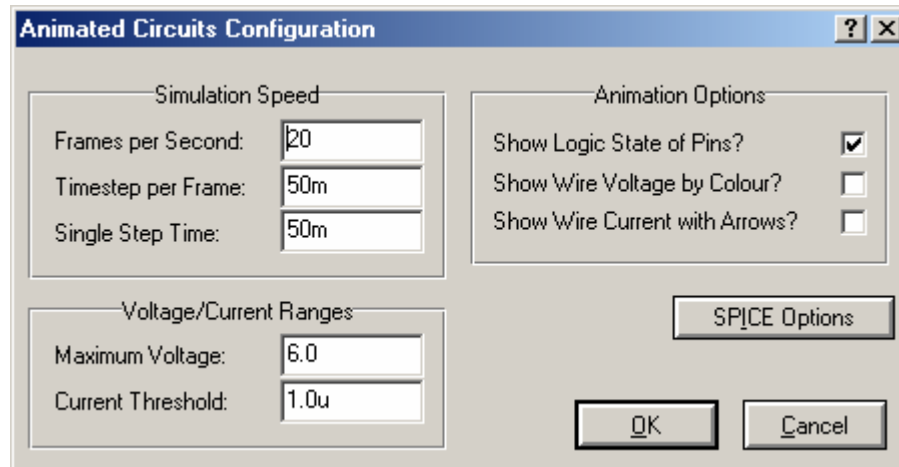 Animated Circuits Configuration
Simulation Speed
Frames per Second: 20
Timestep per Frame: 50m
Single Step Time: 50m
Voltage/Current Ranges
Maximum Voltage: 6.0
Current Threshold: 1.0u
Animation Options
Show Logic State of Pins?
Show Wire Voltage by Colour?
Show Wire Current with Arrows?
SPICE Options
OK
Cancel